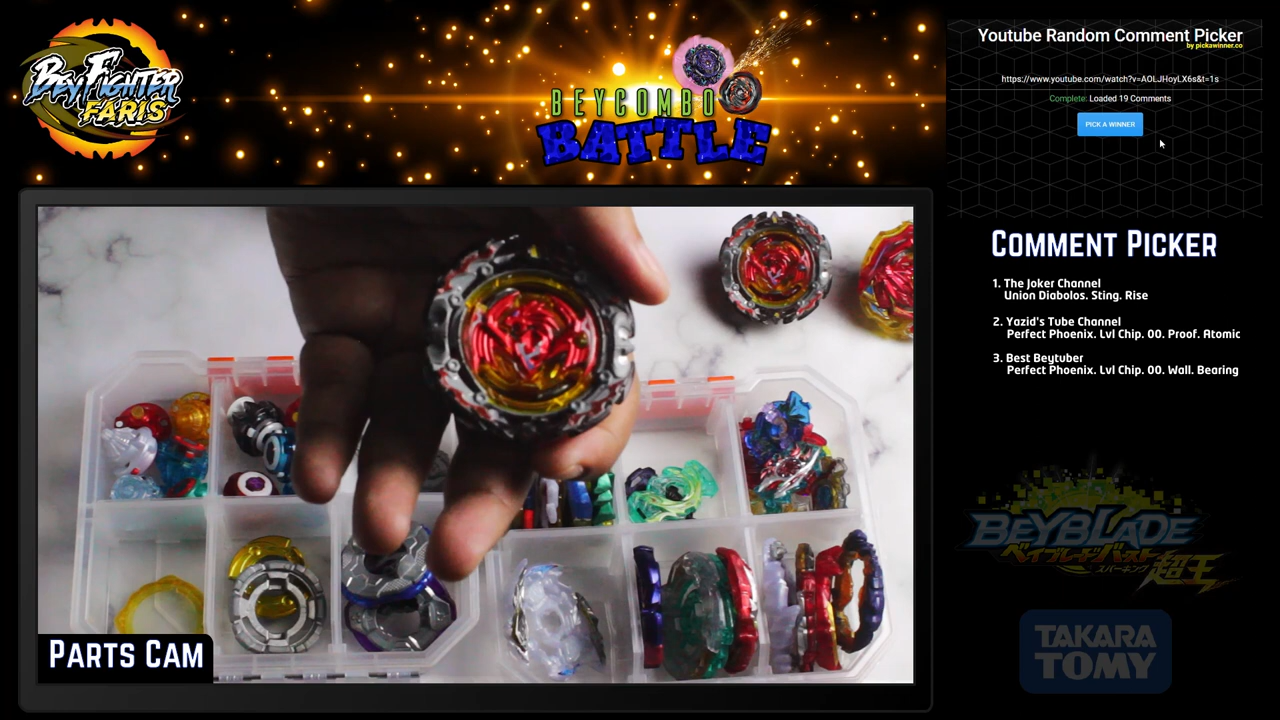 BEYFIGHTER
FARIS
BEYCOMBO
BATTLE
Youtube Random Comment Picker
by pickawinner.co
https://www.youtube.com/watch?v=AOLJHoyLX6s&t=1s
Complete: Loaded 19 Comments
PICK A WINNER
COMMENT PICKER
1. The Joker Channel
Union Diabolos. Sting. Rise
2. Yazid's Tube Channel
Perfect Phoenix. Lvl Chip. 00. Proof. Atomic
3. Best Beytuber
Perfect Phoenix. Lvl Chip. 00. Wall. Bearing
BEYBLADE
ベイブレードバースト
スパーキング 超王
TAKARA
TOMY
PARTS CAM